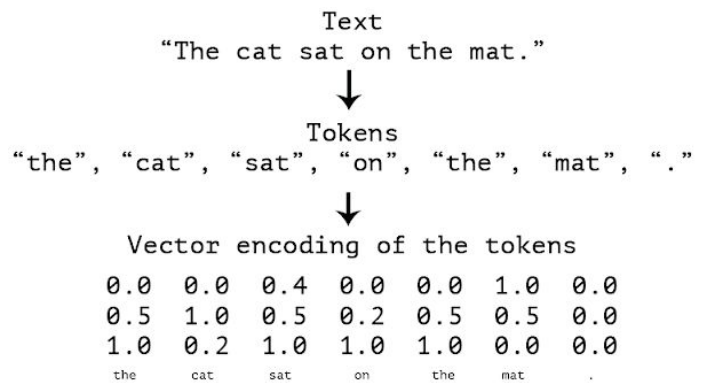 Text
“The cat sat on the mat.”
Tokens
“the”, “cat”, “sat”, “on”, “the”, “mat”, “.”
Vector encoding of the tokens
0.0 0.0 0.4 0.0 0.0 1.0 0.0
0.5 1.0 0.5 0.2 0.5 0.5 0.0
1.0 0.2 1.0 1.0 1.0 0.0 0.0
the cat sat on the mat .